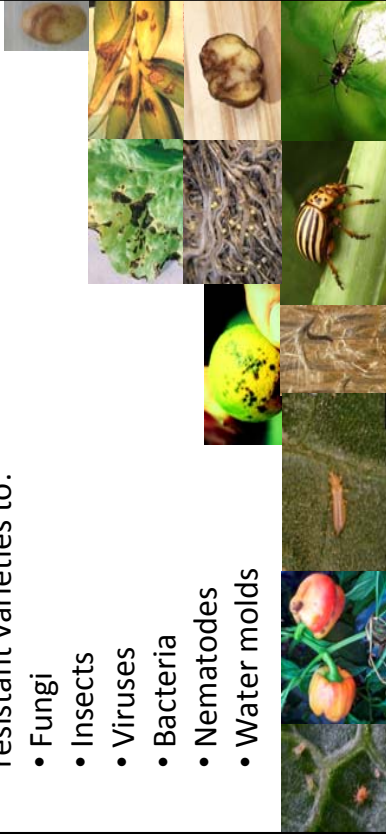 resistant varieties to:
• Fungi
• Insects
• Viruses
• Bacteria
• Nematodes
• Water molds